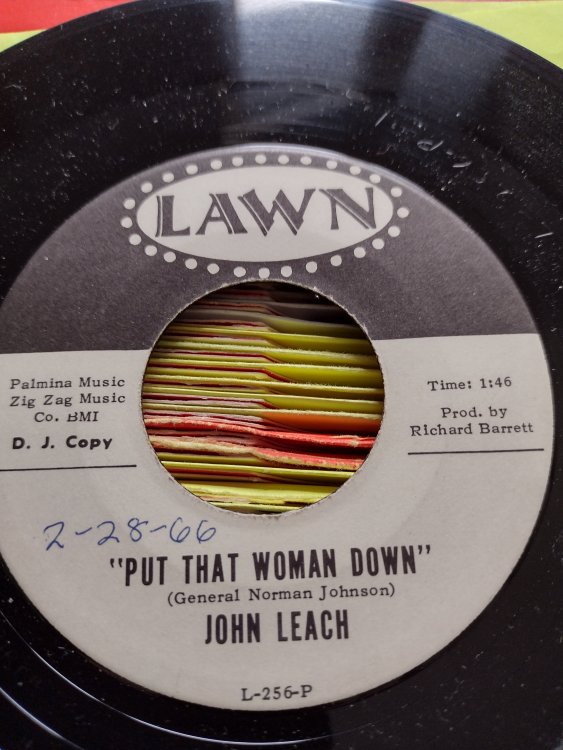 LAWN
Palmina Music
Zig Zag Music
Co. BMI
D. J. Copy
Time: 1:46
Prod. by
Richard Barrett
2-28-66
"PUT THAT WOMAN DOWN"
(General Norman Johnson)
JOHN LEACH
L-256-P